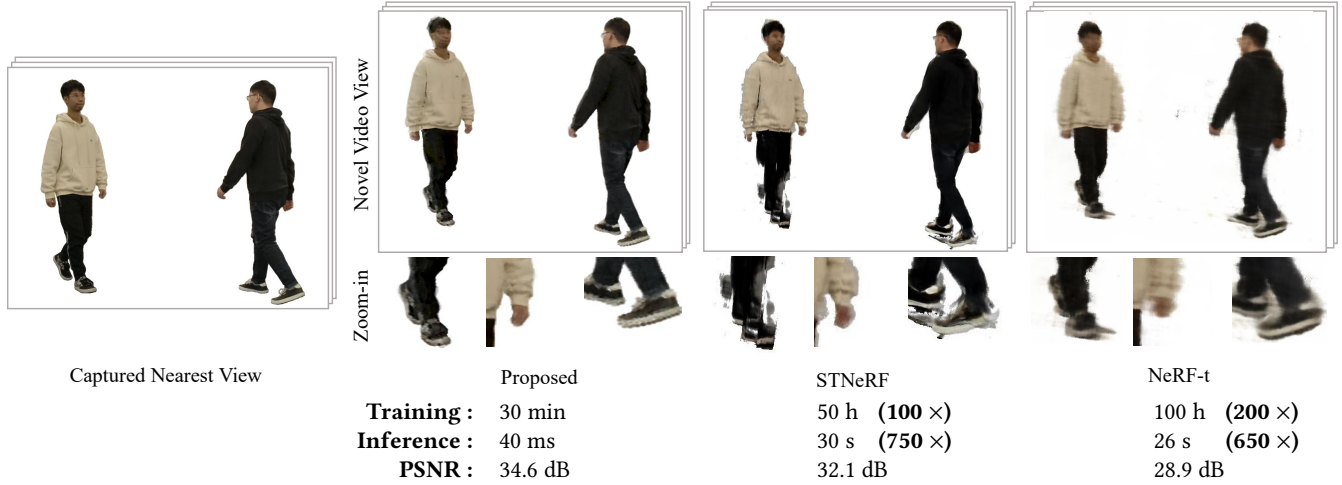 Novel Video View
Zoom-in
Captured Nearest View
Proposed
STNeRF
NeRF-t
Training : 30 min 50 h (100 ×) 100 h (200 ×)
Inference : 40 ms 30 s (750 ×) 26 s (650 ×)
PSNR : 34.6 dB 32.1 dB 28.9 dB